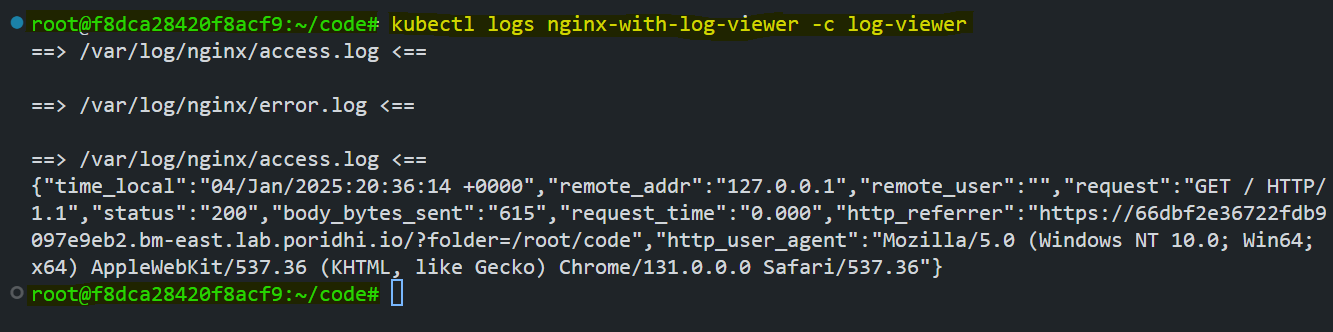 root@f8dca28420f8acf9:~/code# kubectl logs nginx-with-log-viewer -c log-viewer
==> /var/log/nginx/access.log <==
==> /var/log/nginx/error.log <==
==> /var/log/nginx/access.log <==
{"time_local":"04/Jan/2025:20:36:14 +0000","remote_addr":"127.0.0.1","remote_user":"","request":"GET / HTTP/
1.1","status":"200","body_bytes_sent":"615","request_time":"0.000","http_referrer":"https://66dbf2e36722fdb9
097e9eb2.bm-east.lab.poridhi.io/?folder=/root/code","http_user_agent":"Mozilla/5.0 (Windows NT 10.0; Win64; 
x64) AppleWebKit/537.36 (KHTML, like Gecko) Chrome/131.0.0.0 Safari/537.36"}
root@f8dca28420f8acf9:~/code#